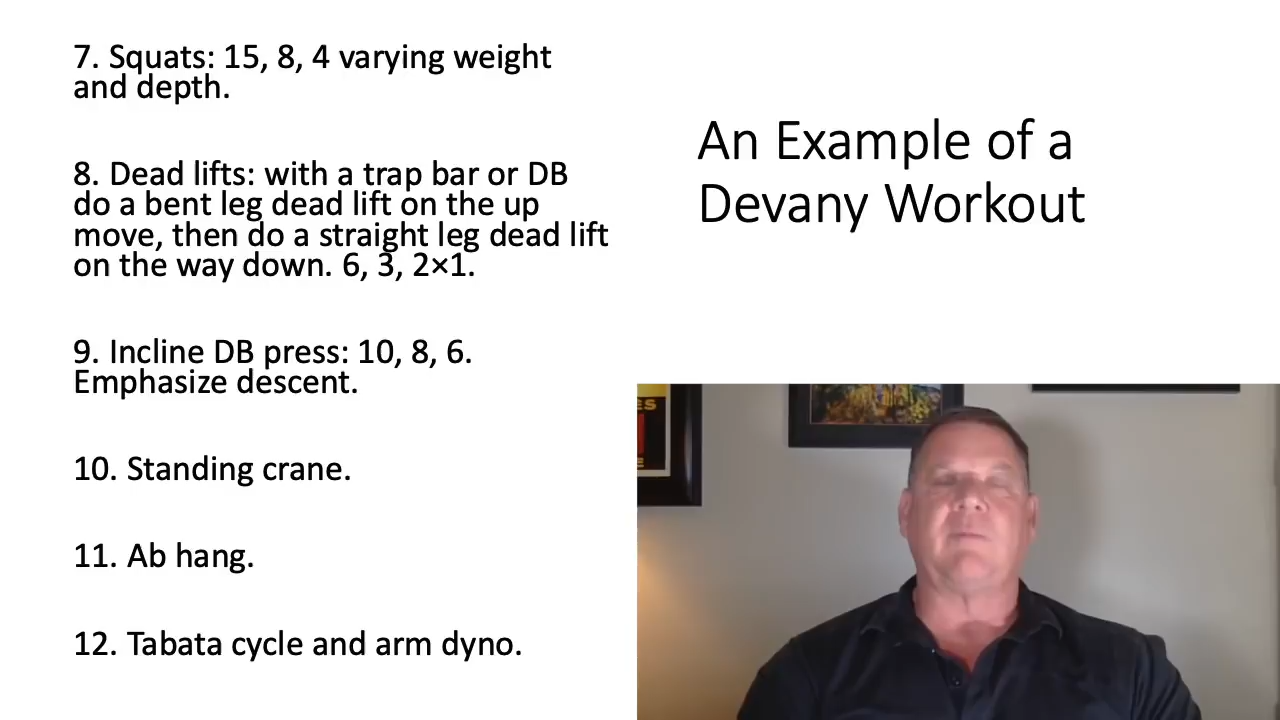 7. Squats: 15, 8, 4 varying weight
and depth.
8. Dead lifts: with a trap bar or DB
do a bent leg dead lift on the up
move, then do a straight leg dead lift
on the way down. 6, 3, 2×1.
9. Incline DB press: 10, 8, 6.
Emphasize descent.
10. Standing crane.
11. Ab hang.
12. Tabata cycle and arm dyno.
An Example of a
Devany Workout
ES
E